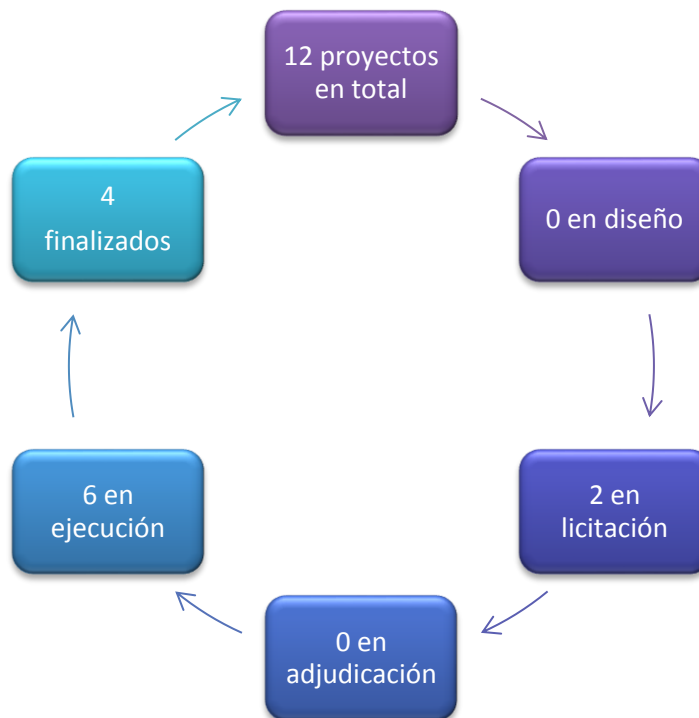 12 proyectos
en total
0 en diseño
2 en
licitación
0 en
adjudicación
6 en
ejecución
4
finalizados